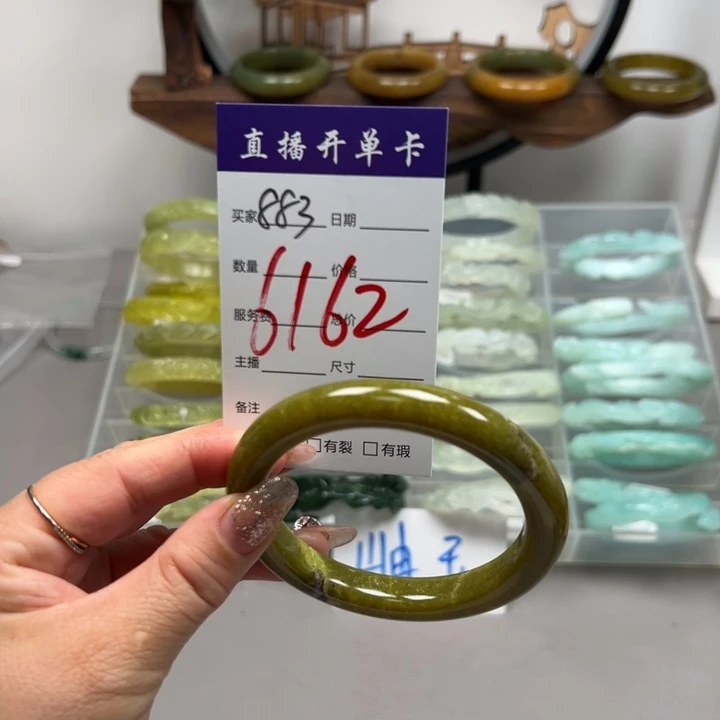 直播开单卡
买家 883 日期
数量 价格
6162
服务费 总价
主播 尺寸
备注
□有裂 □有瑕